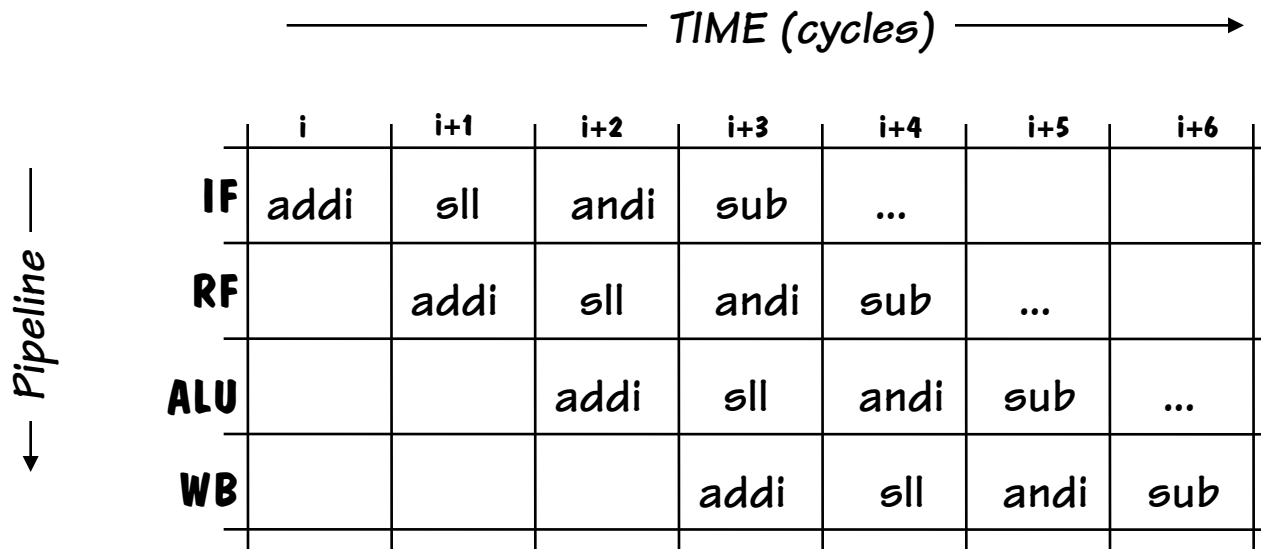 TIME (cycles)
i i+1 i+2 i+3 i+4 i+5 i+6
IF addi sll andi sub ...
RF addi sll andi sub ...
ALU addi sll andi sub ...
WB addi sll andi sub
Pipeline